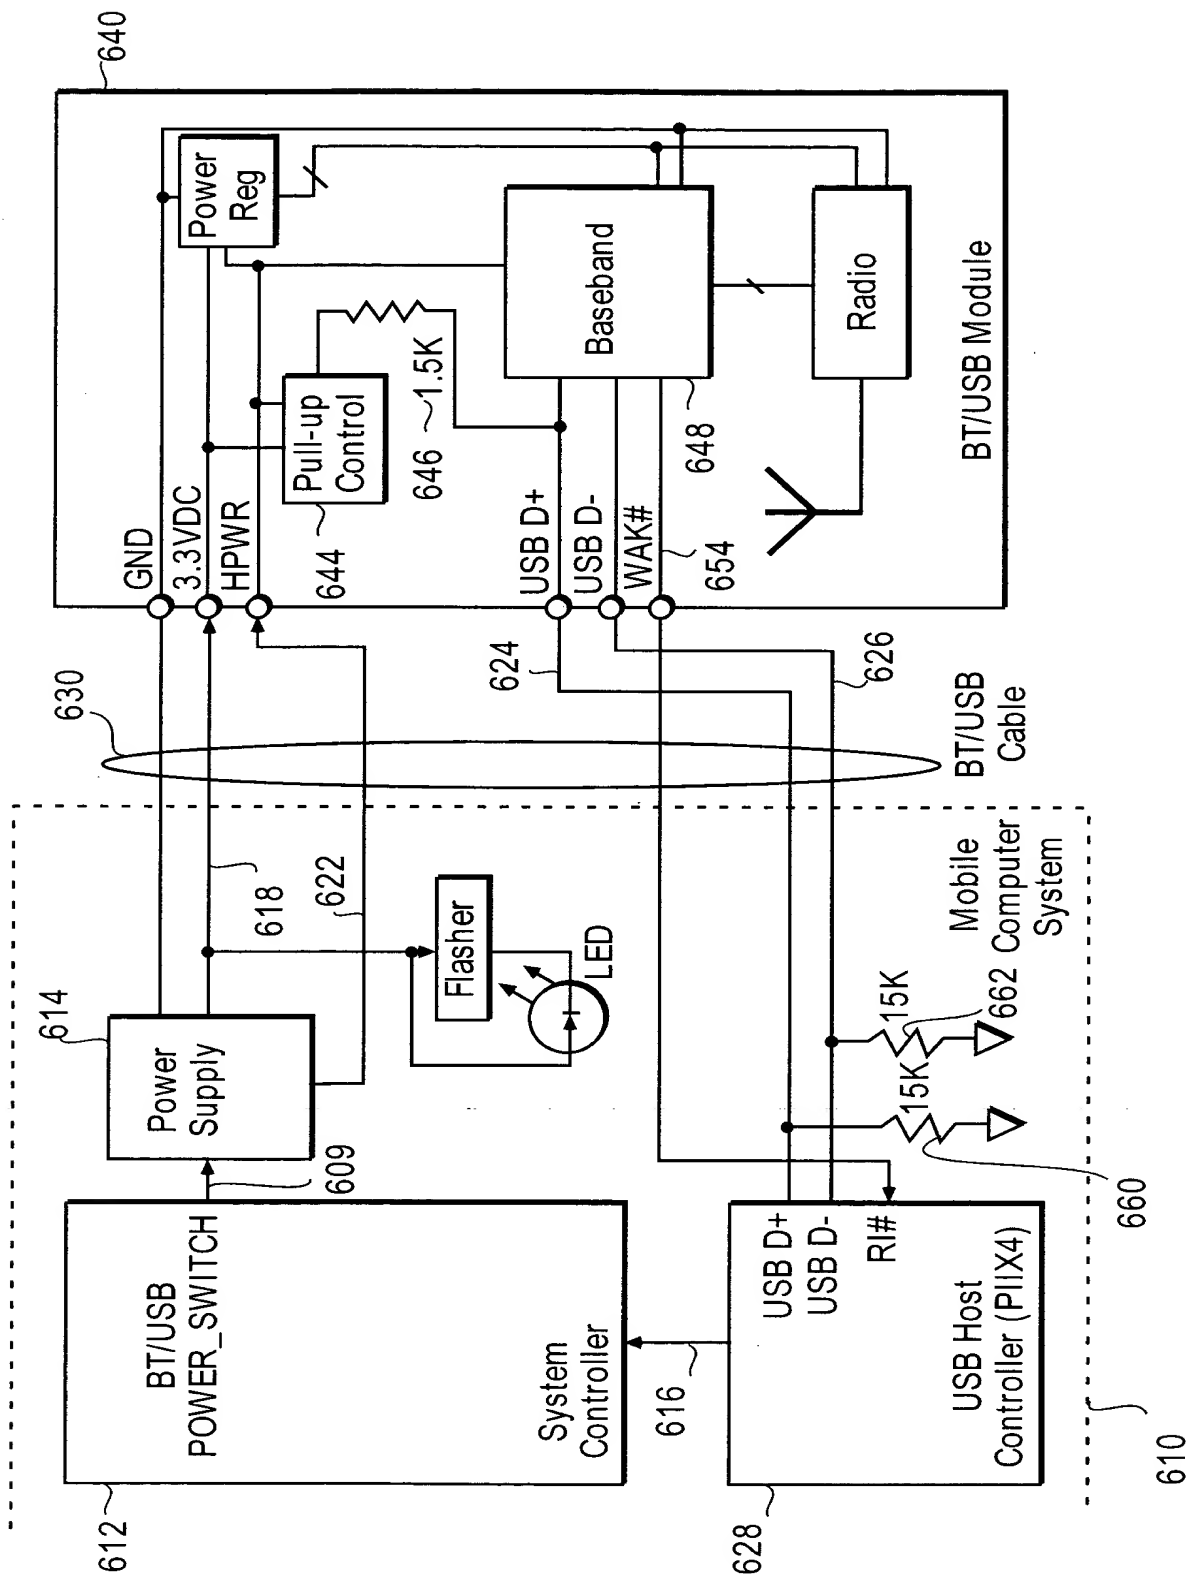 612
BT/USB
POWER_SWITCH
System
Controller
609
614
Power
Supply
618
622
Flasher
LED
616
628
USB D+
USB D-
RI#
USB Host
Controller (PIIX4)
15K
15K
660
662
Mobile
Computer
System
610
630
BT/USB
Cable
624
626
640
GND
3.3VDC
HPWR
Power
Reg
Pull-up
Control
644
646
1.5K
USB D+
USB D-
WAK#
654
Baseband
648
Radio
BT/USB Module